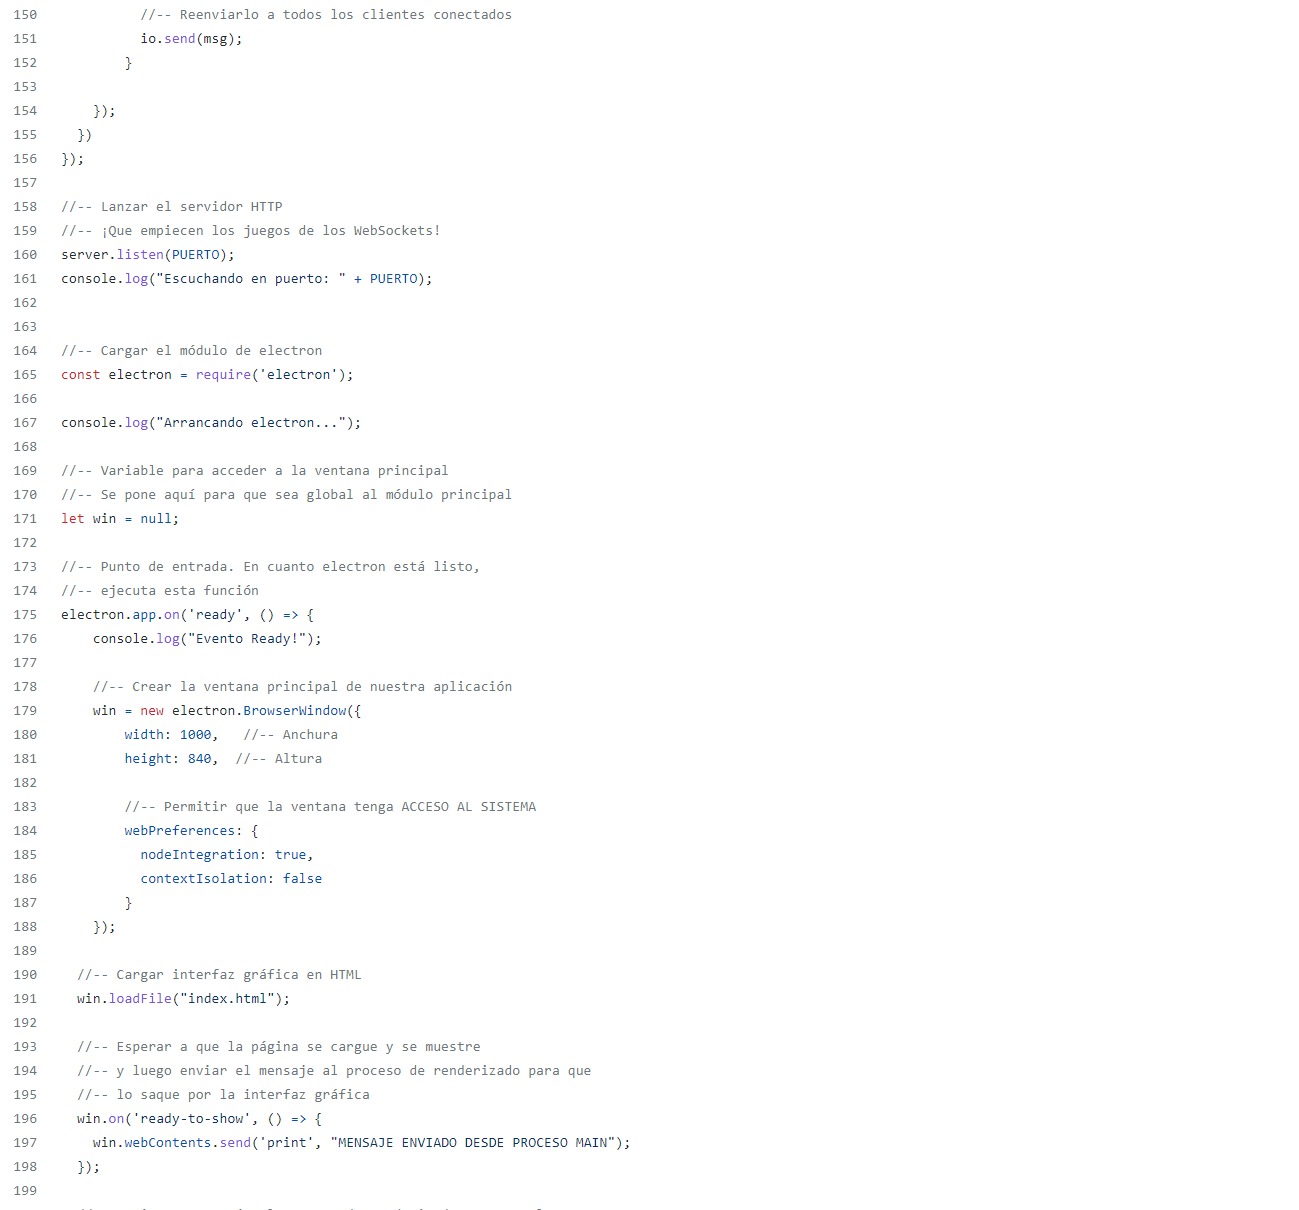 150 //-- Reenviarlo a todos los clientes conectados
151 io.send(msg);
152 }
153
154 });
155 })
156 });
157
158 //-- Lanzar el servidor HTTP
159 //-- ¡Que empiecen los juegos de los WebSockets!
160 server.listen(PUERTO);
161 console.log("Escuchando en puerto: " + PUERTO);
162
163
164 //-- Cargar el módulo de electron
165 const electron = require('electron');
166
167 console.log("Arrancando electron...");
168
169 //-- Variable para acceder a la ventana principal
170 //-- Se pone aquí para que sea global al módulo principal
171 let win = null;
172
173 //-- Punto de entrada. En cuanto electron está listo,
174 //-- ejecuta esta función
175 electron.app.on('ready', () => {
176 console.log("Evento Ready!");
177
178 //-- Crear la ventana principal de nuestra aplicación
179 win = new electron.BrowserWindow({
180 width: 1000, //-- Anchura
181 height: 840, //-- Altura
182
183 //-- Permitir que la ventana tenga ACCESO AL SISTEMA
184 webPreferences: {
185 nodeIntegration: true,
186 contextIsolation: false
187 }
188 });
189
190 //-- Cargar interfaz gráfica en HTML
191 win.loadFile("index.html");
192
193 //-- Esperar a que la página se cargue y se muestre
194 //-- y luego enviar el mensaje al proceso de renderizado para que
195 //-- lo saque por la interfaz gráfica
196 win.on('ready-to-show', () => {
197 win.webContents.send('print', "MENSAJE ENVIADO DESDE PROCESO MAIN");
198 });
199